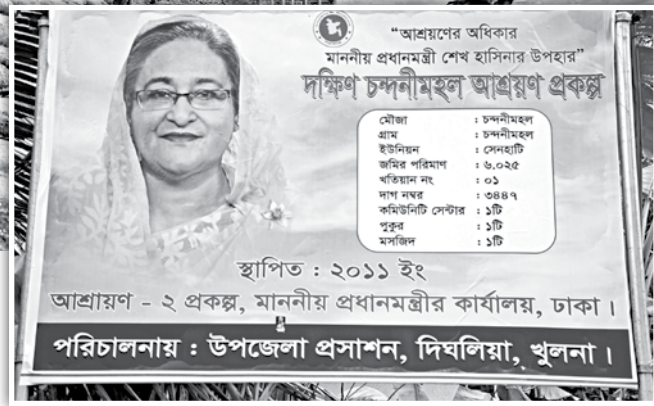 “আশ্রয়ণের অধিকার
মাননীয় প্রধানমন্ত্রী শেখ হাসিনার উপহার”
দক্ষিণ চন্দনীমহল আশ্রয়ণ প্রকল্প
মৌজা : চন্দনীমহল
গ্রাম : চন্দনীমহল
ইউনিয়ন : সেনহাটি
জমির পরিমাণ : ৬.০২৫
খতিয়ান নং : ০১
দাগ নম্বর : ৩৪৪৭
কমিউনিটি সেন্টার : ১টি
পুকুর : ১টি
মসজিদ : ১টি
স্থাপিত : ২০১১ ইং
আশ্রায়ণ - ২ প্রকল্প, মাননীয় প্রধানমন্ত্রীর কার্যালয়, ঢাকা।
পরিচালনায় : উপজেলা প্রসাশন, দিঘলিয়া, খুলনা।